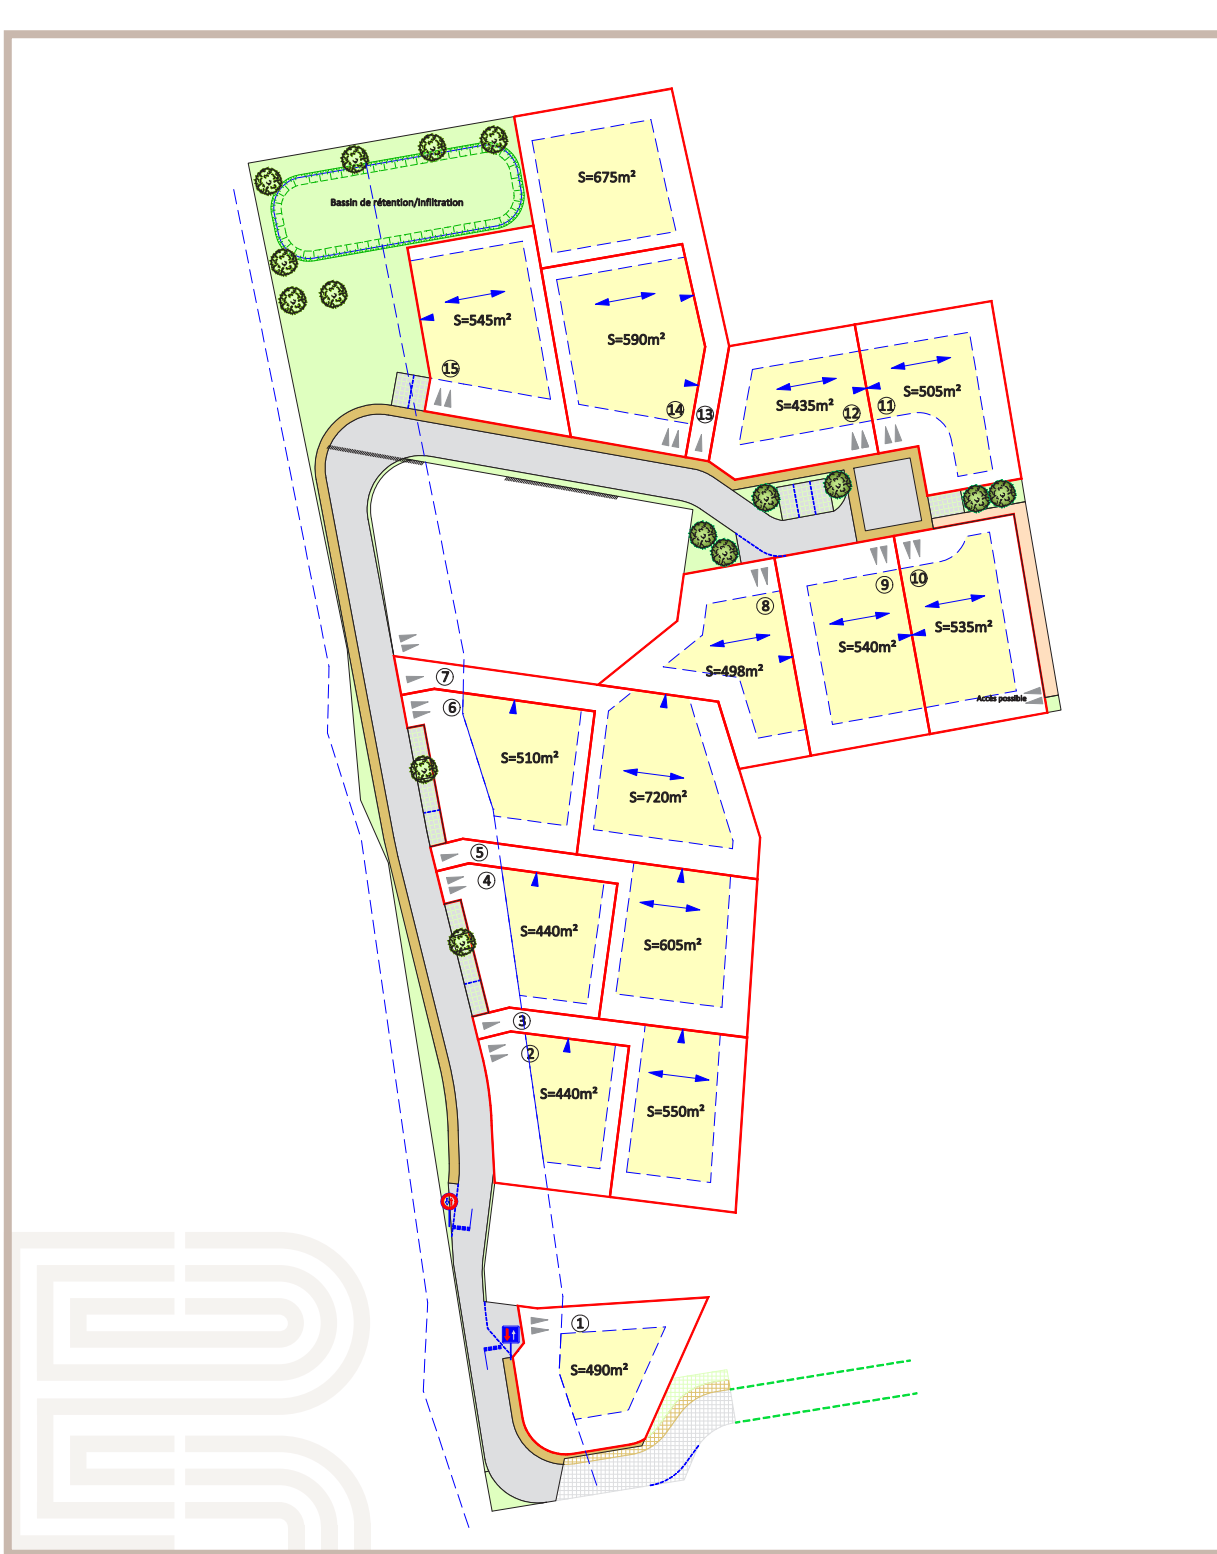 S=675m²
Bassin de rétention/Infiltration
S=545m²
S=590m²
15
14
13
S=435m²
S=505m²
12
11
9
10
8
S=540m²
S=535m²
S=498m²
Accès possible
7
6
S=510m²
S=720m²
5
4
S=440m²
S=605m²
3
2
S=440m²
S=550m²
1
S=490m²